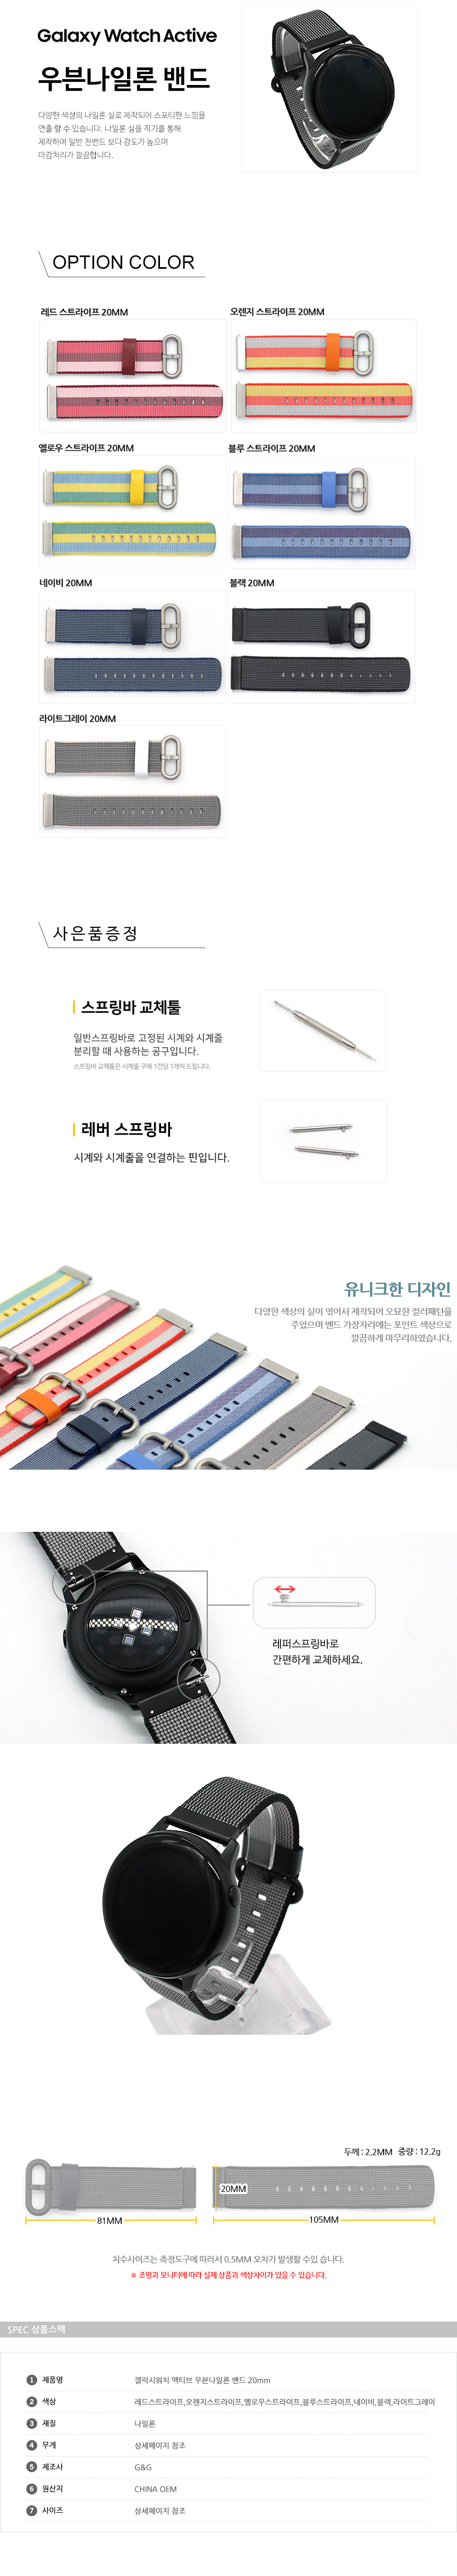 Galaxy Watch Active
우븐나일론 밴드
다양한 색상의 나일론 실로 제작되어 스포티한 느낌을
연출 할 수 있습니다. 나일론 실을 직기를 통해
제작하여 일반 천밴드 보다 강도가 높으며
마감처리가 깔끔합니다.
OPTION COLOR
레드 스트라이프 20MM
오렌지 스트라이프 20MM
옐로우 스트라이프 20MM
블루 스트라이프 20MM
네이비 20MM
블랙 20MM
라이트그레이 20MM
사은품증정
스프링바 교체툴
일반스프링바로 고정된 시계와 시계줄
분리할 때 사용하는 공구입니다.
스프링바 교체툴은 시계줄 구매 1건당 1개씩 드립니다.
레버 스프링바
시계와 시계줄을 연결하는 핀입니다.
유니크한 디자인
다양한 색상의 실이 엮어서 제작되어 오묘한 컬러패턴을
주었으며 밴드 가장자리에는 포인트 색상으로
깔끔하게 마무리하였습니다.
레퍼스프링바로
간편하게 교체하세요.
두께 : 2.2MM 중량 : 12.2g
20MM
81MM
105MM
치수사이즈는 측정도구에 따라서 0.5MM 오차가 발생할 수있 습니다.
※ 조명과 모니터에 따라 실제 상품과 색상차이가 있을 수 있습니다.
SPEC 상품스펙
1 제품명 갤럭시워치 액티브 우븐나일론 밴드 20mm
2 색상 레드스트라이프,오렌지스트라이프,옐로우스트라이프,블루스트라이프,네이비,블랙,라이트그레이
3 재질 나일론
4 무게 상세페이지 참조
5 제조사 G&G
6 원산지 CHINA OEM
7 사이즈 상세페이지 참조